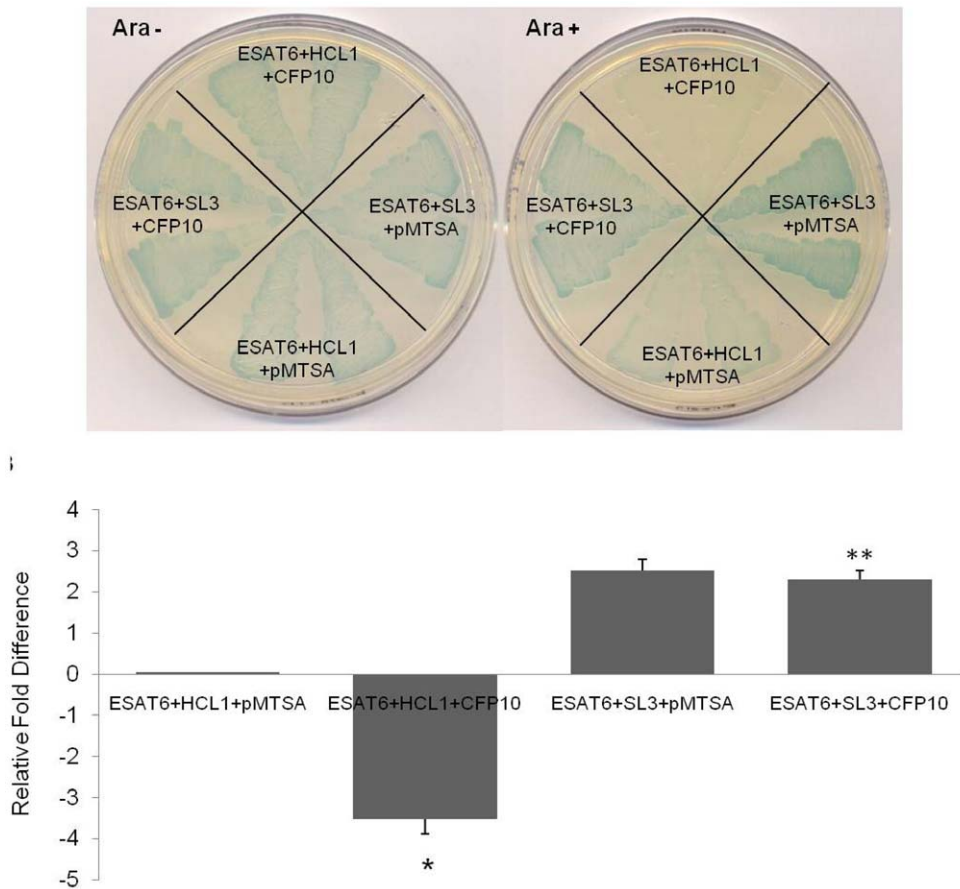 Ara -
ESAT6+HCL1
+CFP10
ESAT6+SL3
+CFP10
ESAT6+SL3
+pMTSA
ESAT6+HCL1
+pMTSA
Ara +
ESAT6+HCL1
+CFP10
ESAT6+SL3
+CFP10
ESAT6+SL3
+pMTSA
ESAT6+HCL1
+pMTSA
Relative Fold Difference
4
3
2
1
0
-1
-2
-3
-4
-5
**
ESAT6+HCL1+pMTSA
ESAT6+HCL1+CFP10
ESAT6+SL3+pMTSA
ESAT6+SL3+CFP10
*